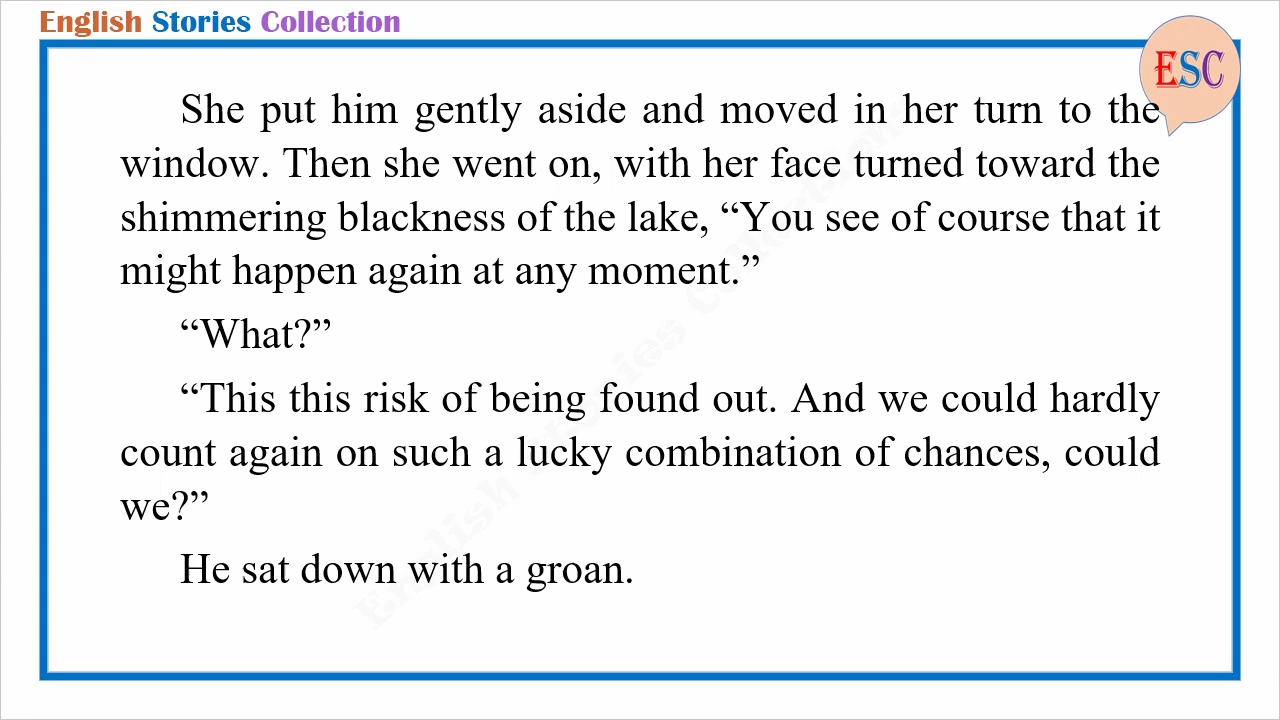 English Stories Collection
ESC
She put him gently aside and moved in her turn to the
window. Then she went on, with her face turned toward the
shimmering blackness of the lake, “You see of course that it
might happen again at any moment.”
“What?”
“This this risk of being found out. And we could hardly
count again on such a lucky combination of chances, could
we?”
He sat down with a groan.
English Stories Collection